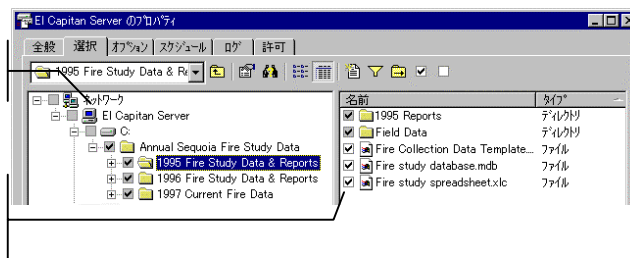 El Capitan Server のプロパティ
全般 選択 オプション スケジュール ログ 許可
1995 Fire Study Data & Re
ネットワーク
El Capitan Server
C:
Annual Sequoia Fire Study Data
1995 Fire Study Data & Reports
1996 Fire Study Data & Reports
1997 Current Fire Data
名前 タイプ
1995 Reports ディレクトリ
Field Data ディレクトリ
Fire Collection Data Template... ファイル
Fire study database.mdb ファイル
Fire study spreadsheet.xlc ファイル